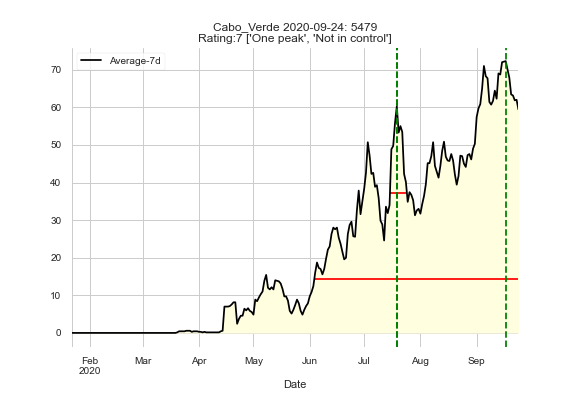 Cabo_Verde 2020-09-24: 5479
Rating:7 ['One peak', 'Not in control']
Average-7d
70
60
50
40
30
20
10
0
Feb Mar Apr May Jun Jul Aug Sep
2020
Date